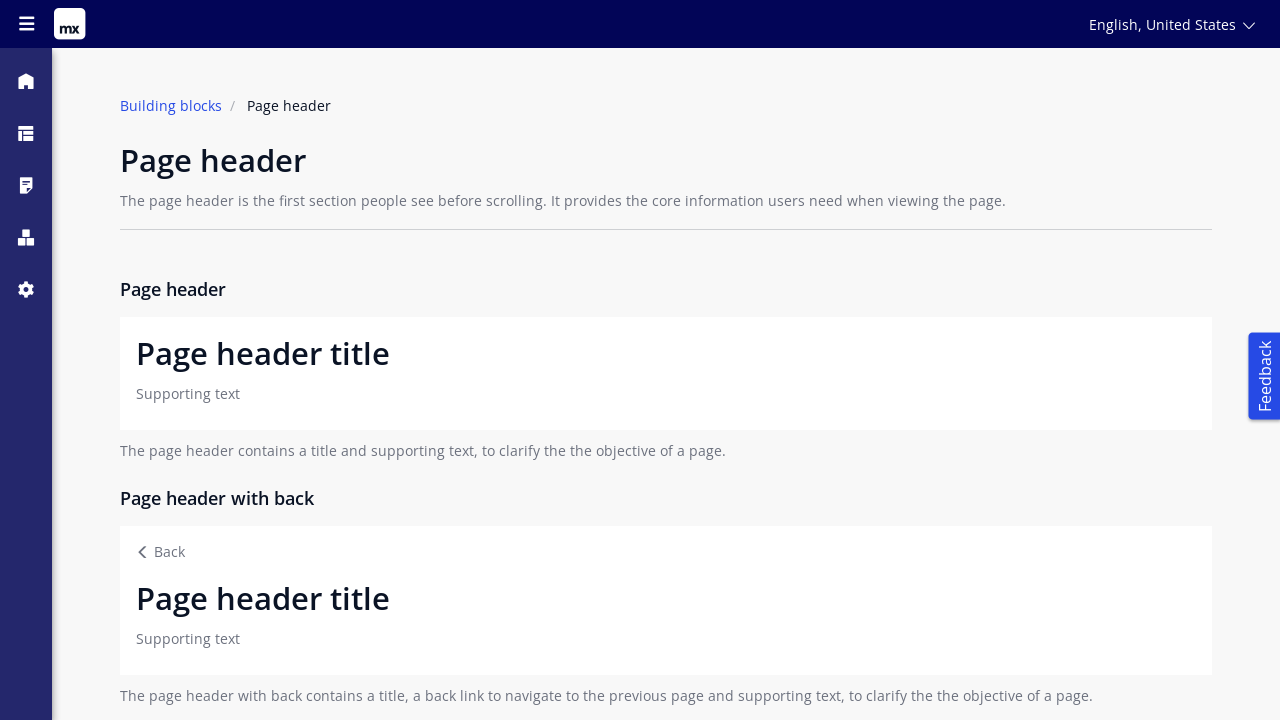 mx
English, United States
Building blocks / Page header
Page header
The page header is the first section people see before scrolling. It provides the core information users need when viewing the page.
Page header
Page header title
Supporting text
Feedback
The page header contains a title and supporting text, to clarify the the objective of a page.
Page header with back
Back
Page header title
Supporting text
The page header with back contains a title, a back link to navigate to the previous page and supporting text, to clarify the the objective of a page.